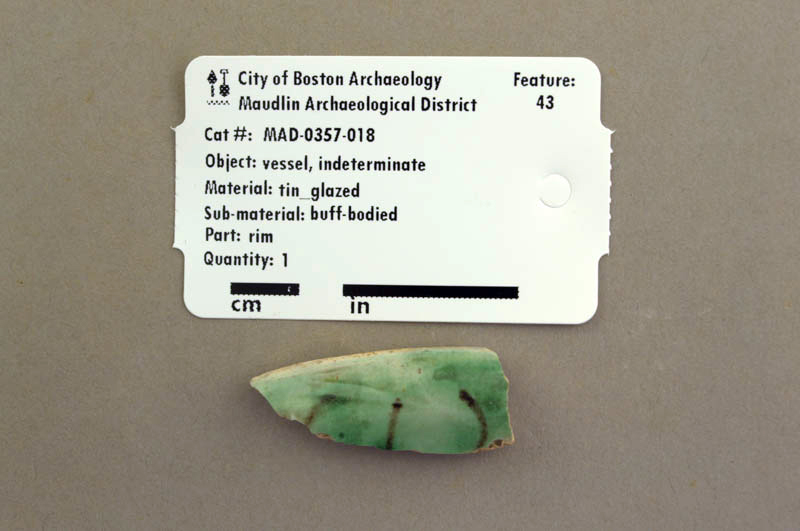 City of Boston Archaeology
Maudlin Archaeological District
Feature:
43
Cat #: MAD-0357-018
Object: vessel, indeterminate
Material: tin_glazed
Sub-material: buff-bodied
Part: rim
Quantity: 1
cm
in